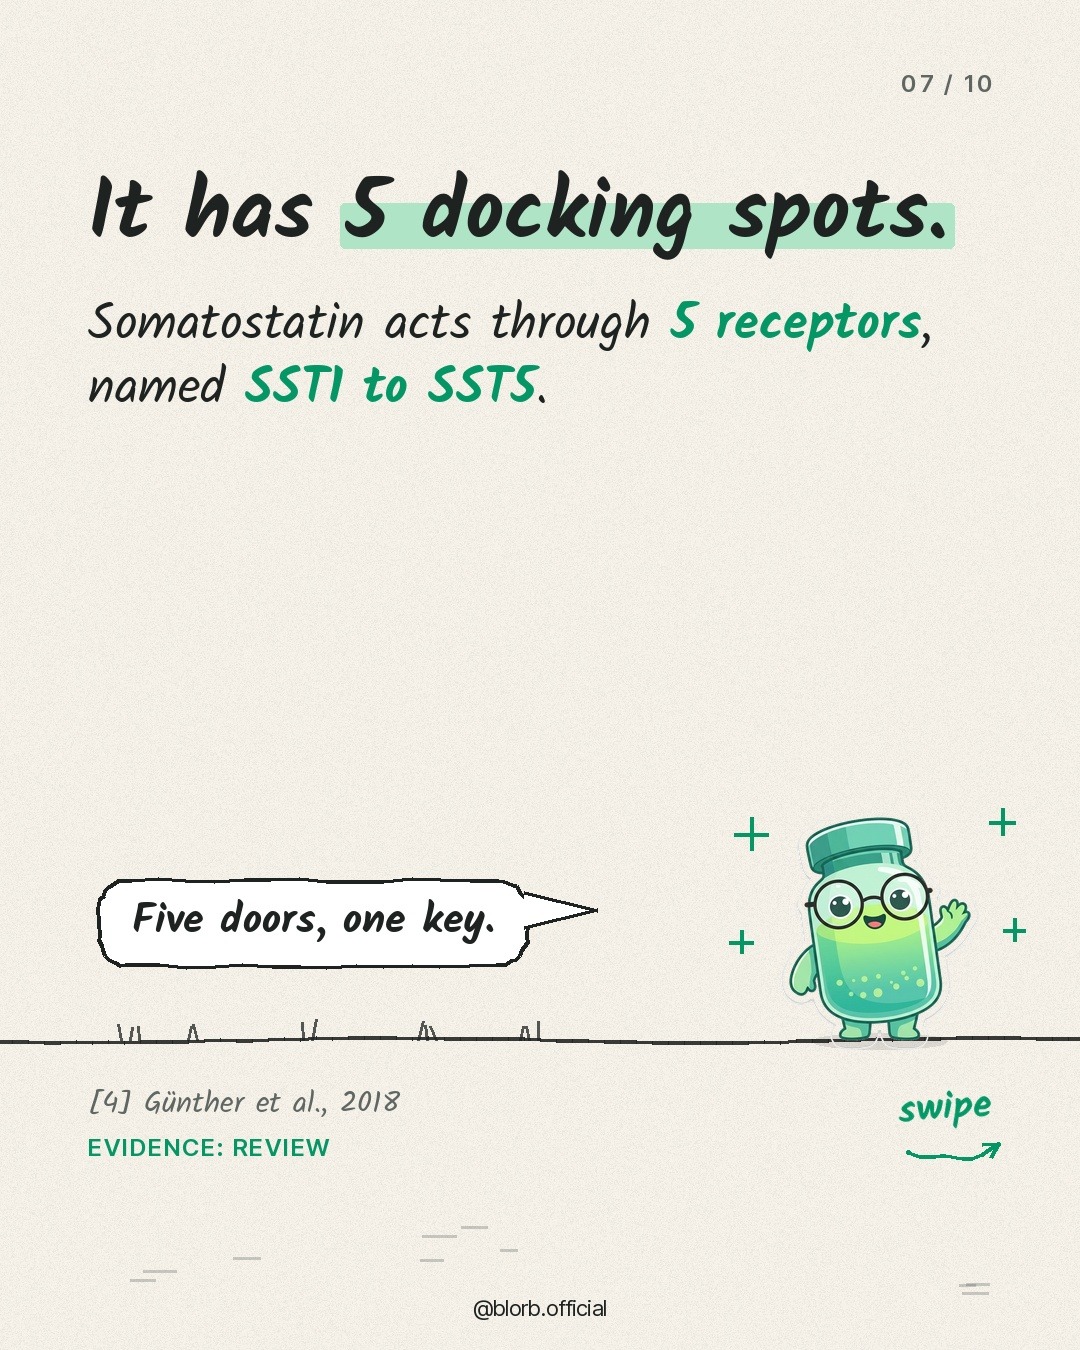 07 / 10
It has 5 docking spots.
Somatostatin acts through 5 receptors,
named SST1 to SST5.
Five doors, one key.
[4] Günther et al., 2018
EVIDENCE: REVIEW
swipe
@blorb.official